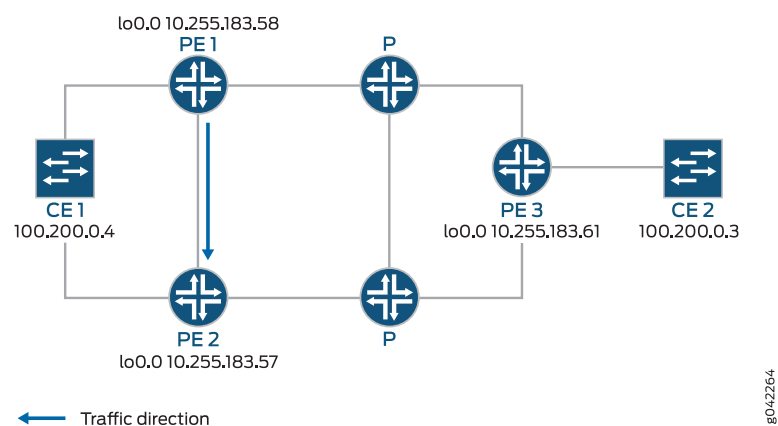 lo0.0 10.255.183.58
PE 1
P
CE 1
100.200.0.4
PE 3
lo0.0 10.255.183.61
CE 2
100.200.0.3
PE 2
lo0.0 10.255.183.57
P
Traffic direction
g042264